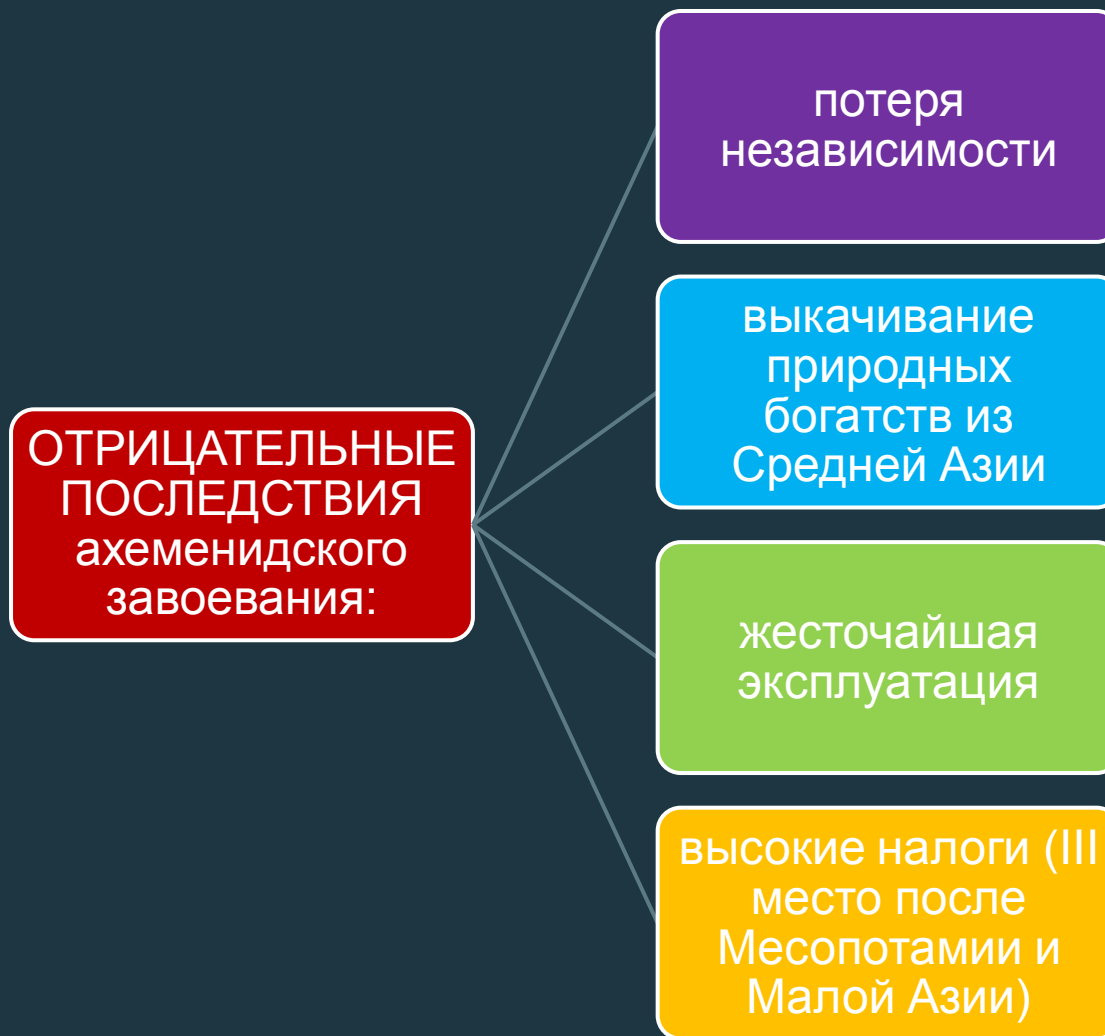 ОТРИЦАТЕЛЬНЫЕ
ПОСЛЕДСТВИЯ
ахеменидского
завоевания:
потеря
независимости
выкачивание
природных
богатств из
Средней Азии
жесточайшая
эксплуатация
высокие налоги (III
место после
Месопотамии и
Малой Азии)